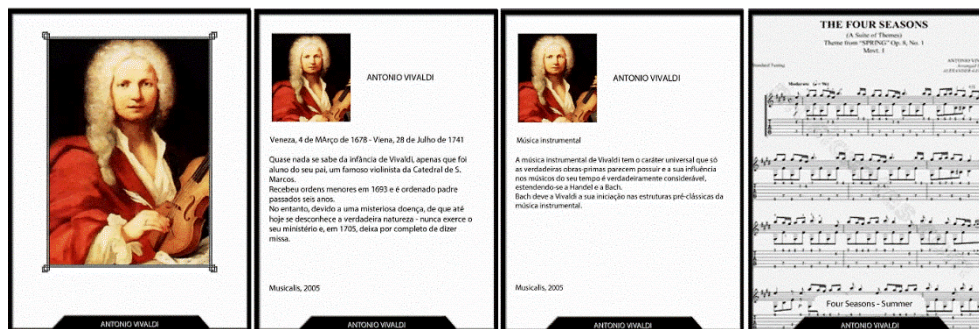 ANTONIO VIVALDI
ANTONIO VIVALDI
Veneza, 4 de MArço de 1678 - Viena, 28 de Julho de 1741
Quase nada se sabe da infância de Vivaldi, apenas que foi
aluno do seu pai, um famoso violinista da Catedral de S.
Marcos.
Recebeu ordens menores em 1693 e é ordenado padre
passados seis anos.
No entanto, devido a uma misteriosa doença, de que até
hoje se desconhece a verdadeira natureza - nunca exerce o
seu ministério e, em 1705, deixa por completo de dizer
missa.
Musicalis, 2005
ANTONIO VIVALDI
ANTONIO VIVALDI
Música instrumental
A música instrumental de Vivaldi tem o caráter universal que só
as verdadeiras obras-primas parecem possuir e a sua influência
nos músicos do seu tempo é verdadeiramente considerável,
estendendo-se a Handel e a Bach.
Bach deve a Vivaldi a sua iniciação nas estruturas pré-clássicas da
música instrumental.
Musicalis, 2005
ANTONIO VIVALDI
THE FOUR SEASONS
(A Suite of Themes)
Theme from "SPRING" Op. 8, No. 1
Movt. 1
Four Seasons - Summer
ANTONIO VIVALDI